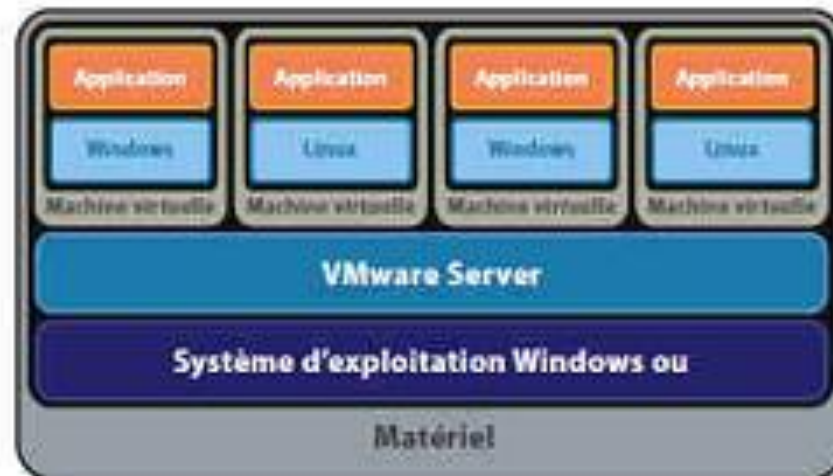 Application Application Application Application
Windows Linux Windows Linux
Machine virtuelle Machine virtuelle Machine virtuelle Machine virtuelle
VMware Server
Système d'exploitation Windows ou
Matériel